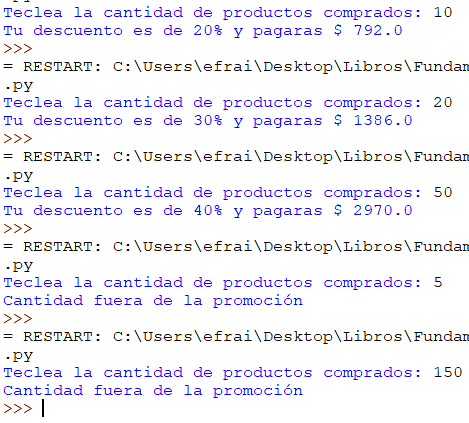 Teclea la cantidad de productos comprados: 10
Tu descuento es de 20% y pagaras $ 792.0
>>>
= RESTART: C:\Users\efrai\Desktop\Libros\Fundam
.py
Teclea la cantidad de productos comprados: 20
Tu descuento es de 30% y pagaras $ 1386.0
>>>
= RESTART: C:\Users\efrai\Desktop\Libros\Fundam
.py
Teclea la cantidad de productos comprados: 50
Tu descuento es de 40% y pagaras $ 2970.0
>>>
= RESTART: C:\Users\efrai\Desktop\Libros\Fundam
.py
Teclea la cantidad de productos comprados: 5
Cantidad fuera de la promoción
>>>
= RESTART: C:\Users\efrai\Desktop\Libros\Fundam
.py
Teclea la cantidad de productos comprados: 150
Cantidad fuera de la promoción
>>>